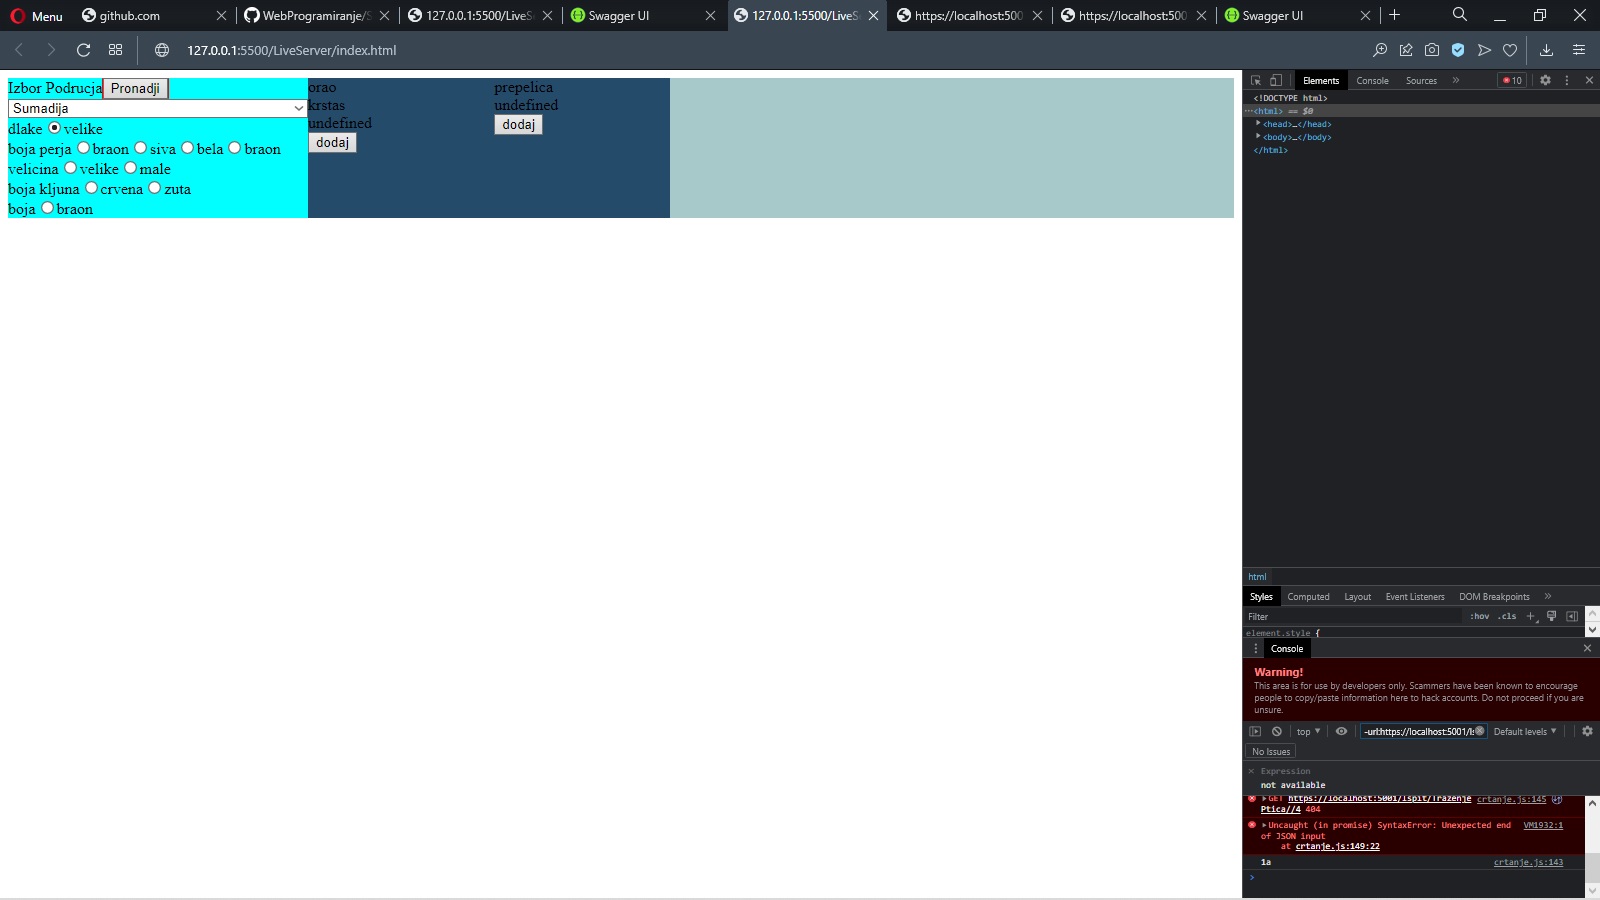 Menu
github.com
WebProgramiranje/S
127.0.0.1:5500/LiveSe
Swagger UI
127.0.0.1:5500/LiveS
https://localhost:500
https://localhost:500
Swagger UI
127.0.0.1:5500/LiveServer/index.html
Izbor Podrucja Pronadji
Sumadija
dlake velike
boja perja braon siva bela braon
velicina velike male
boja kljuna crvena zuta
boja braon
orao
krstas
undefined
dodaj
prepelica
undefined
dodaj
Elements Console Sources » 10
<!DOCTYPE html>
<html> == $0
<head>…</head>
<body>…</body>
</html>
html
Styles Computed Layout Event Listeners DOM Breakpoints »
Filter :hov .cls
element.style {
Console
Warning!
This area is for use by developers only. Scammers have been known to encourage
people to copy/paste information here to hack accounts. Do not proceed if you are
unsure.
top -url:https://localhost:5001/Is Default levels
No Issues
Expression
not available
GET https://localhost:5001/Ispit/Trazenje crtanje.js:145
Ptica//4 404
Uncaught (in promise) SyntaxError: Unexpected end VM1932:1
of JSON input
at crtanje.js:149:22
1a crtanje.js:143